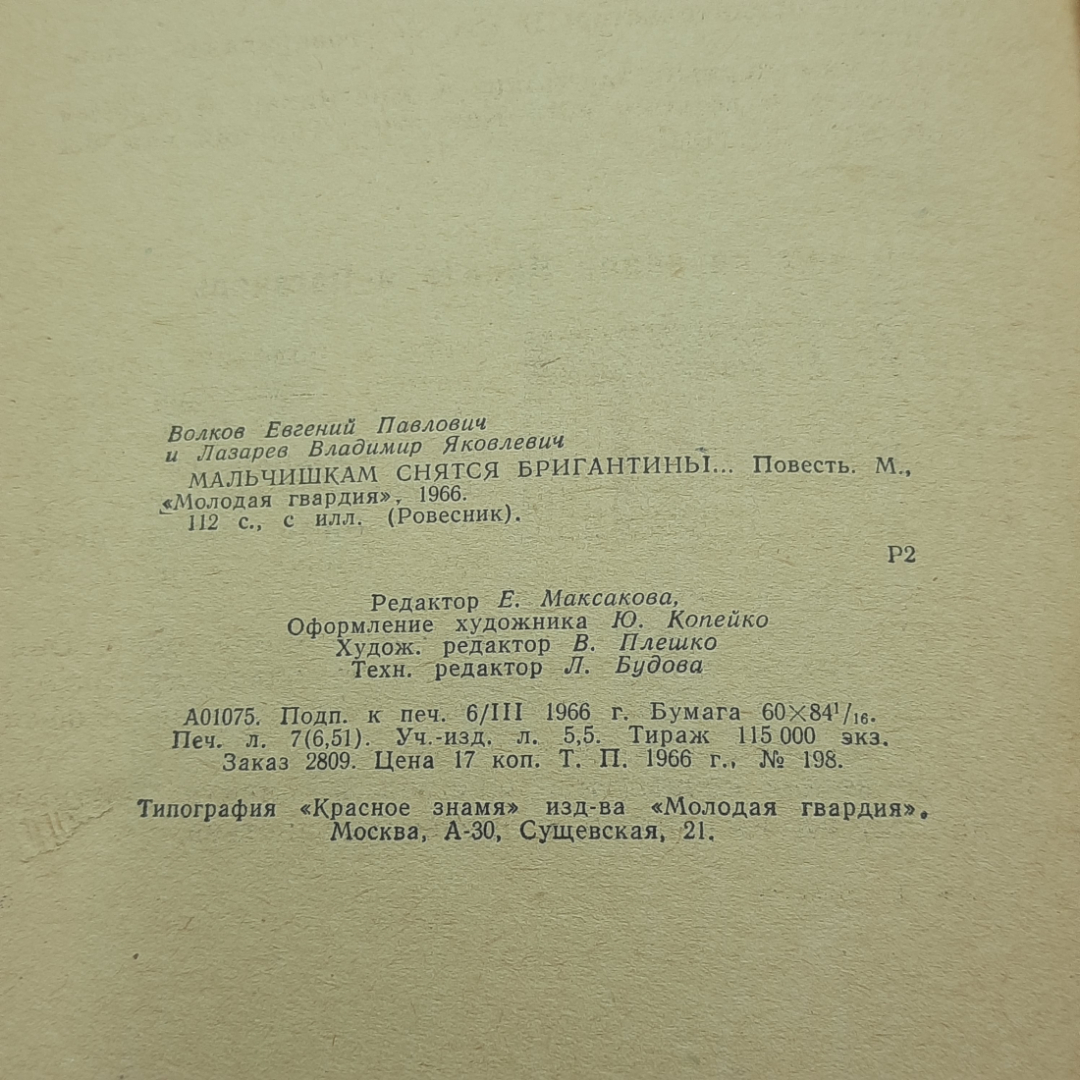 Волков Евгений Павлович
и Лазарев Владимир Яковлевич
МАЛЬЧИШКАМ СНЯТСЯ БРИГАНТИНЫ... Повесть. М.,
«Молодая гвардия», 1966.
112 с., с илл. (Ровесник).
Р2
Редактор Е. Максакова,
Оформление художника Ю. Копейко
Худож. редактор В. Плешко
Техн. редактор Л. Будова
А01075. Подп. к печ. 6/III 1966 г. Бумага 60×84¹/₁₆.
Печ. л. 7(6,51). Уч.-изд. л. 5,5. Тираж 115 000 экз.
Заказ 2809. Цена 17 коп. Т. П. 1966 г., № 198.
Типография «Красное знамя» изд-ва «Молодая гвардия».
Москва, А-30, Сущевская, 21.